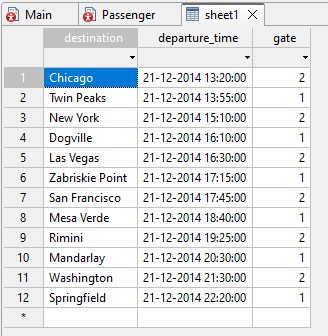 Main Passenger sheet1
destination departure_time gate
1 Chicago 21-12-2014 13:20:00 2
2 Twin Peaks 21-12-2014 13:55:00 1
3 New York 21-12-2014 15:10:00 2
4 Dogville 21-12-2014 16:10:00 1
5 Las Vegas 21-12-2014 16:30:00 2
6 Zabriskie Point 21-12-2014 17:15:00 1
7 San Francisco 21-12-2014 17:45:00 2
8 Mesa Verde 21-12-2014 18:40:00 1
9 Rimini 21-12-2014 19:25:00 2
10 Mandarlay 21-12-2014 20:30:00 1
11 Washington 21-12-2014 21:30:00 2
12 Springfield 21-12-2014 22:20:00 1
*